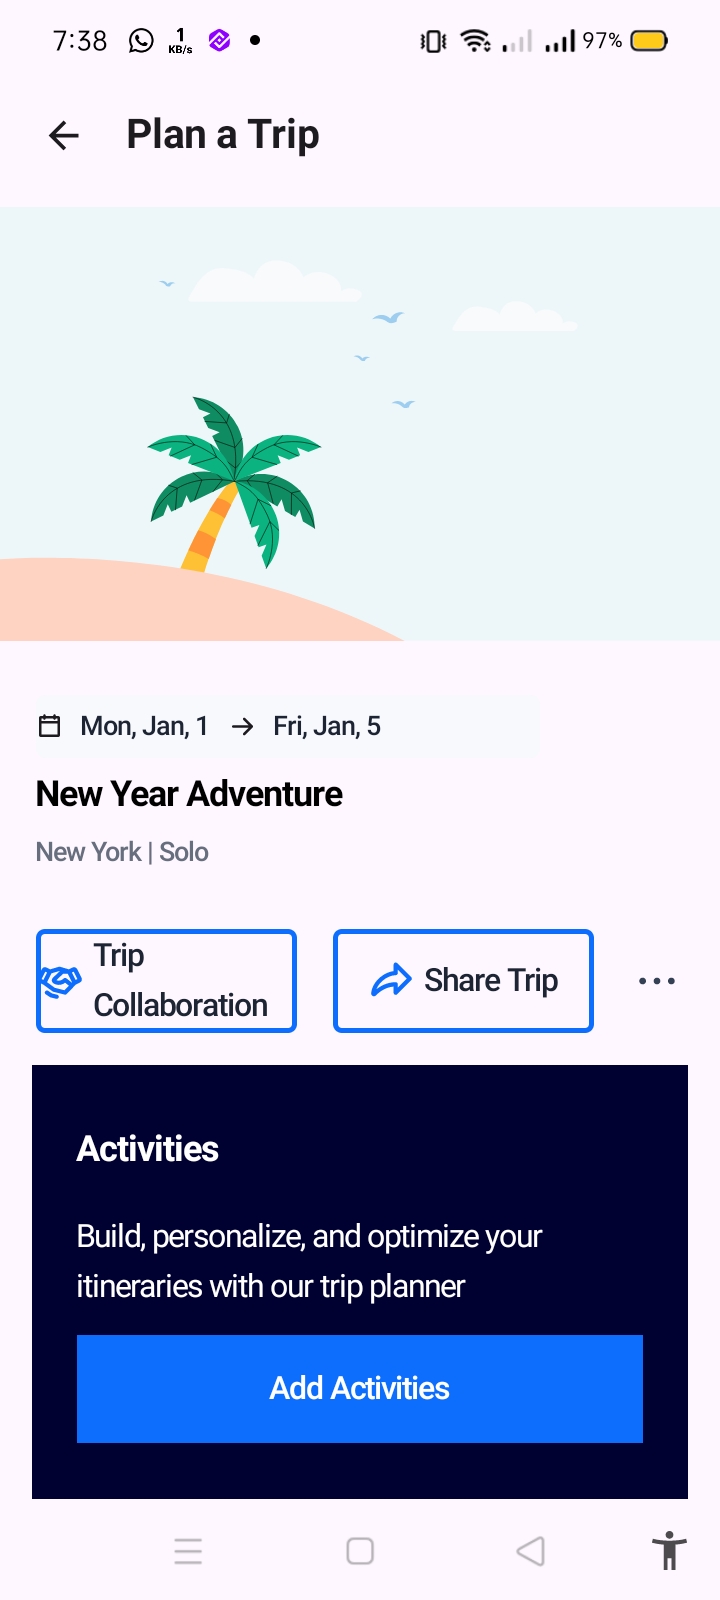 7:38 1 KB/s 97%
Plan a Trip
Mon, Jan, 1 → Fri, Jan, 5
New Year Adventure
New York | Solo
Trip
Collaboration
Share Trip
Activities
Build, personalize, and optimize your
itineraries with our trip planner
Add Activities